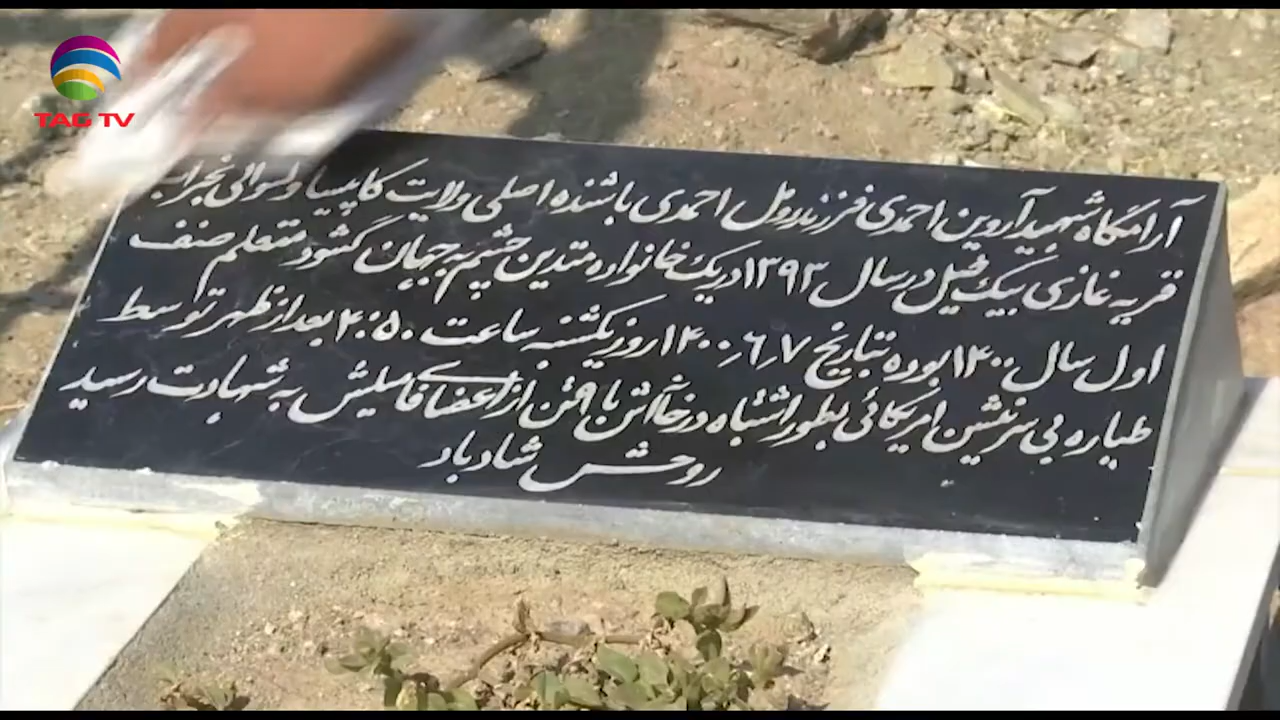 TAG TV
آرامگاه شهید آروین احمدی فرزند رومل احمدی باشنده اصلی ولایت کاپیسا ولسوالی نجراب
قریه غازی بیک خیل در سال ۱۳۹۳ در یک خانواده متدین چشم به جهان گشود متعلم صنف
اول سال ۱۴۰۰ بوده بتاریخ ۱۴۰۰٫۶٫۷ روز یکشنبه ساعت ۴:۵۰ بعد از ظهر توسط
طیاره بی سرنشین امریکائی بطور اشتباه در خانه اش با تن از اعضای فامیلش به شهادت رسید
روحش شاد باد